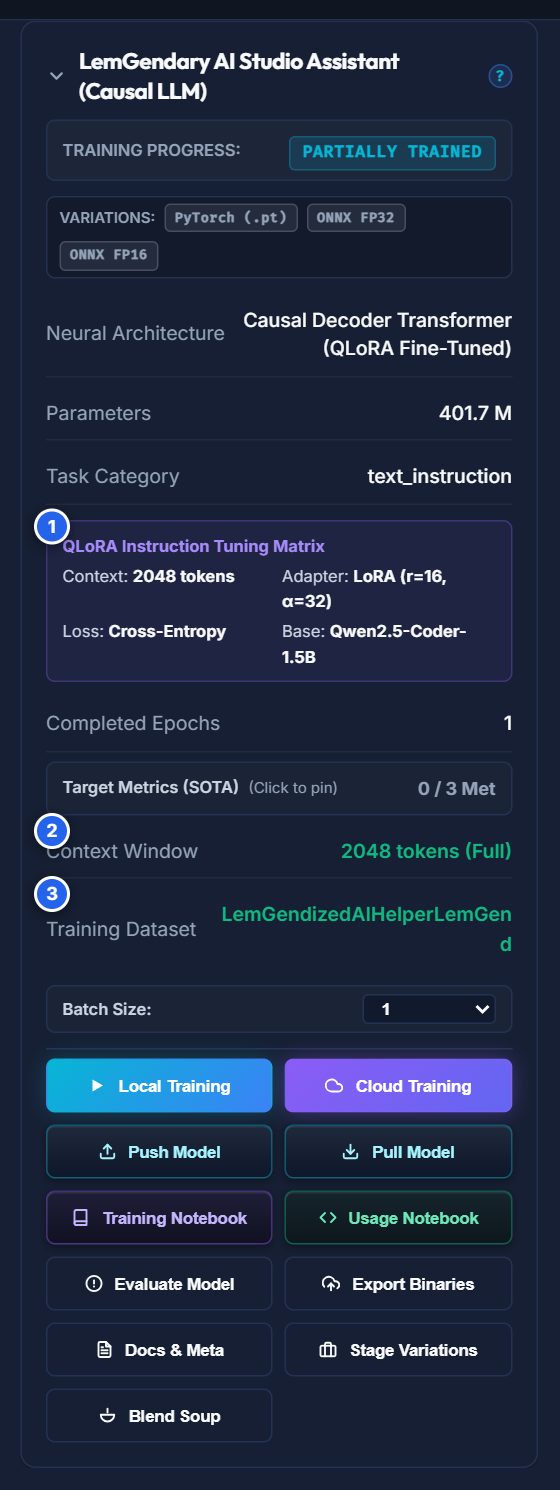 LemGendary AI Studio Assistant
(Causal LLM)
?
TRAINING PROGRESS:
PARTIALLY TRAINED
VARIATIONS:
PyTorch (.pt)
ONNX FP32
ONNX FP16
Neural Architecture
Causal Decoder Transformer
(QLoRA Fine-Tuned)
Parameters
401.7 M
Task Category
text_instruction
1
QLoRA Instruction Tuning Matrix
Context: 2048 tokens
Adapter: LoRA (r=16,
α=32)
Loss: Cross-Entropy
Base: Qwen2.5-Coder-
1.5B
Completed Epochs
1
Target Metrics (SOTA) (Click to pin)
0 / 3 Met
2
Context Window
2048 tokens (Full)
3
Training Dataset
LemGendizedAIHelperLemGen
d
Batch Size:
1
Local Training
Cloud Training
Push Model
Pull Model
Training Notebook
Usage Notebook
Evaluate Model
Export Binaries
Docs & Meta
Stage Variations
Blend Soup